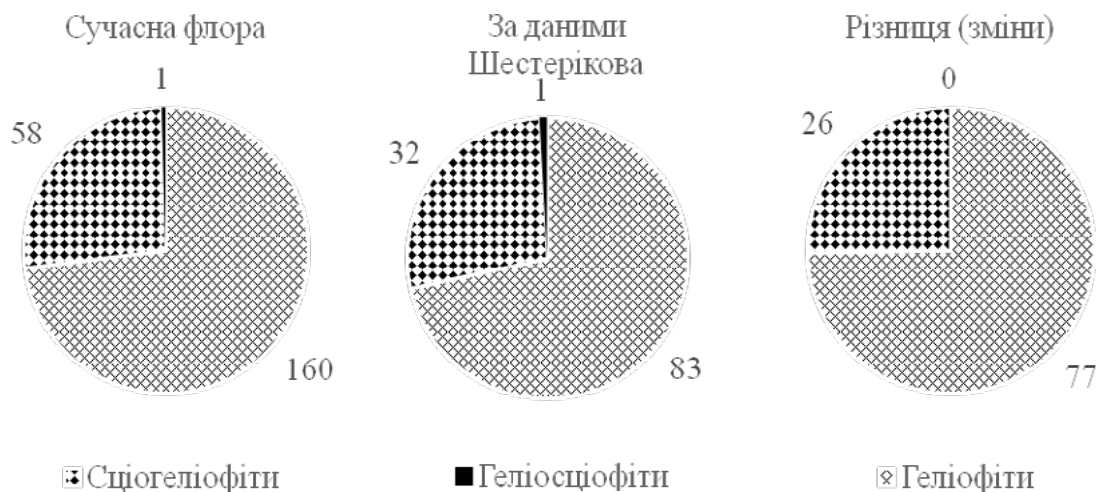 Сучасна флора
1
58
160
За даними
Шестерікова
1
32
83
Різниця (зміни)
0
26
77
Сціогеліофіти
Геліосціофіти
Геліофіти